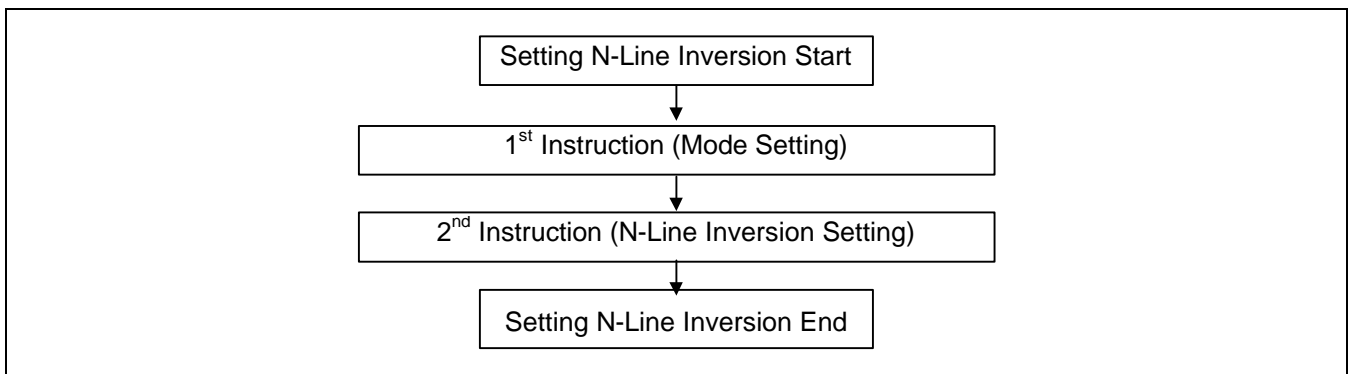 Setting N-Line Inversion Start
1st Instruction (Mode Setting)
2nd Instruction (N-Line Inversion Setting)
Setting N-Line Inversion End